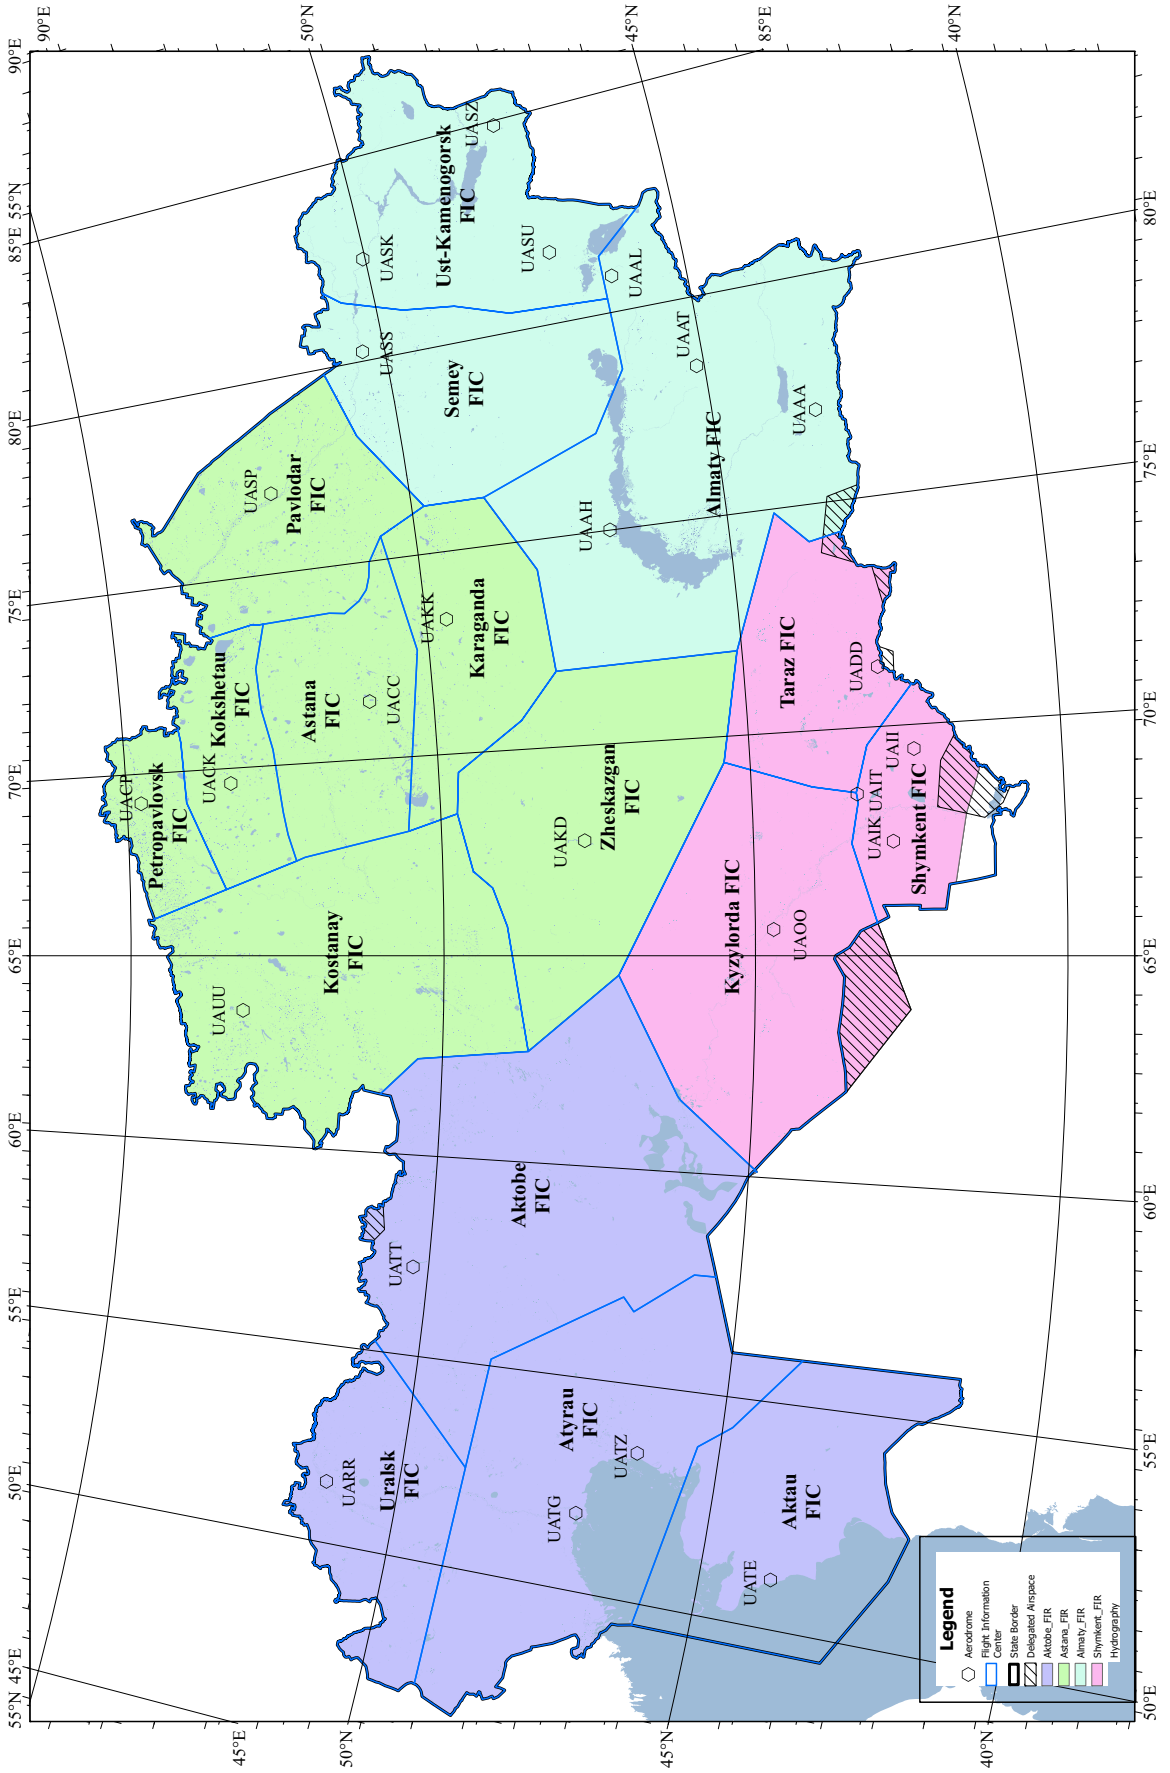 90°E
50°N
45°N
85°E
40°N
90°E
55°N
85°E
80°E
75°E
70°E
65°E
60°E
55°E
50°E
45°E
55°N
80°E
75°E
70°E
65°E
60°E
55°E
50°E
45°E
50°N
45°N
40°N
Ust-Kamenogorsk
FIC
UASZ
UASK
UASU
UASS
Semey
FIC
UAAL
UAAT
UAAA
UAAH
Almaty FIC
Pavlodar
FIC
UASP
Petropavlovsk
FIC
UACP
Kokshetau
FIC
UACK
Astana
FIC
UACC
Karaganda
FIC
UAKK
Zheskazgan
FIC
UAKD
Kostanay
FIC
UAUU
Taraz FIC
UADD
Shymkent FIC
UAII
UAIT
UAIK
Kyzylorda FIC
UAOO
Aktobe
FIC
UATT
Uralsk
FIC
UARR
Atyrau
FIC
UATZ
UATG
Aktau
FIC
UATE
Legend
Aerodrome
Flight Information
Center
State Border
Delegated Airspace
Aktobe_FIR
Astana_FIR
Almaty_FIR
Shymkent_FIR
Hydrography